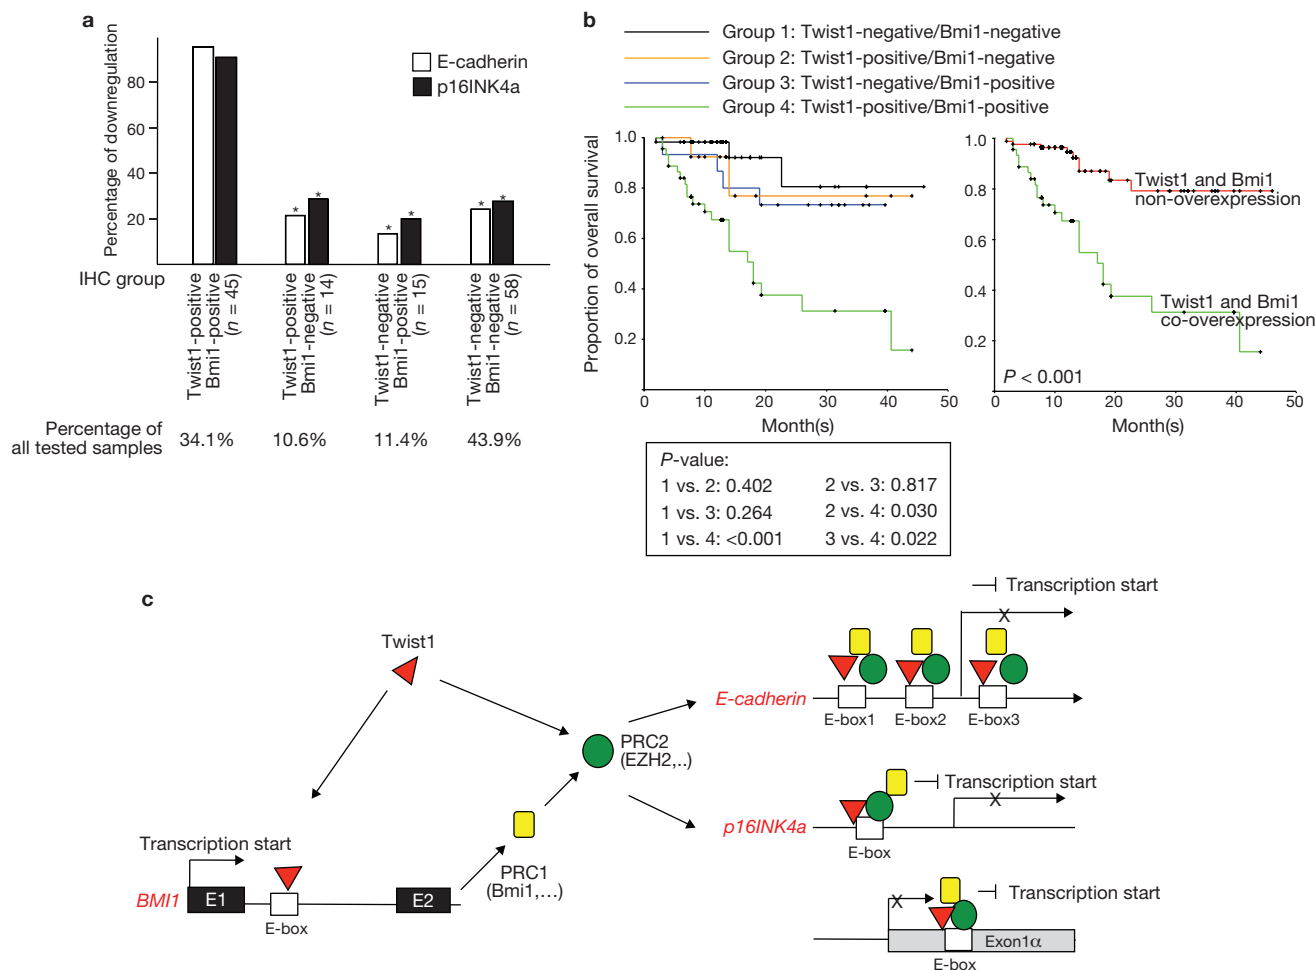 a
Percentage of downregulation
80
60
40
20
E-cadherin
p16INK4a
* * * * * *
IHC group
Twist1-positive
Bmi1-positive
(n = 45)
Twist1-positive
Bmi1-negative
(n = 14)
Twist1-negative
Bmi1-positive
(n = 15)
Twist1-negative
Bmi1-negative
(n = 58)
Percentage of
all tested samples
34.1% 10.6% 11.4% 43.9%
b
Group 1: Twist1-negative/Bmi1-negative
Group 2: Twist1-positive/Bmi1-negative
Group 3: Twist1-negative/Bmi1-positive
Group 4: Twist1-positive/Bmi1-positive
Proportion of overall survival
1.0
0.8
0.6
0.4
0.2
0 10 20 30 40 50
Month(s)
1.0
0.8
0.6
0.4
0.2
Twist1 and Bmi1
non-overexpression
Twist1 and Bmi1
co-overexpression
P < 0.001
0 10 20 30 40 50
Month(s)
P-value:
1 vs. 2: 0.402 2 vs. 3: 0.817
1 vs. 3: 0.264 2 vs. 4: 0.030
1 vs. 4: <0.001 3 vs. 4: 0.022
c
Twist1
Transcription start
BMI1
E1
E-box
E2
PRC1
(Bmi1,...)
PRC2
(EZH2,..)
Transcription start
X
E-cadherin
E-box1 E-box2 E-box3
Transcription start
X
p16INK4a
E-box
Transcription start
X
Exon1α
E-box